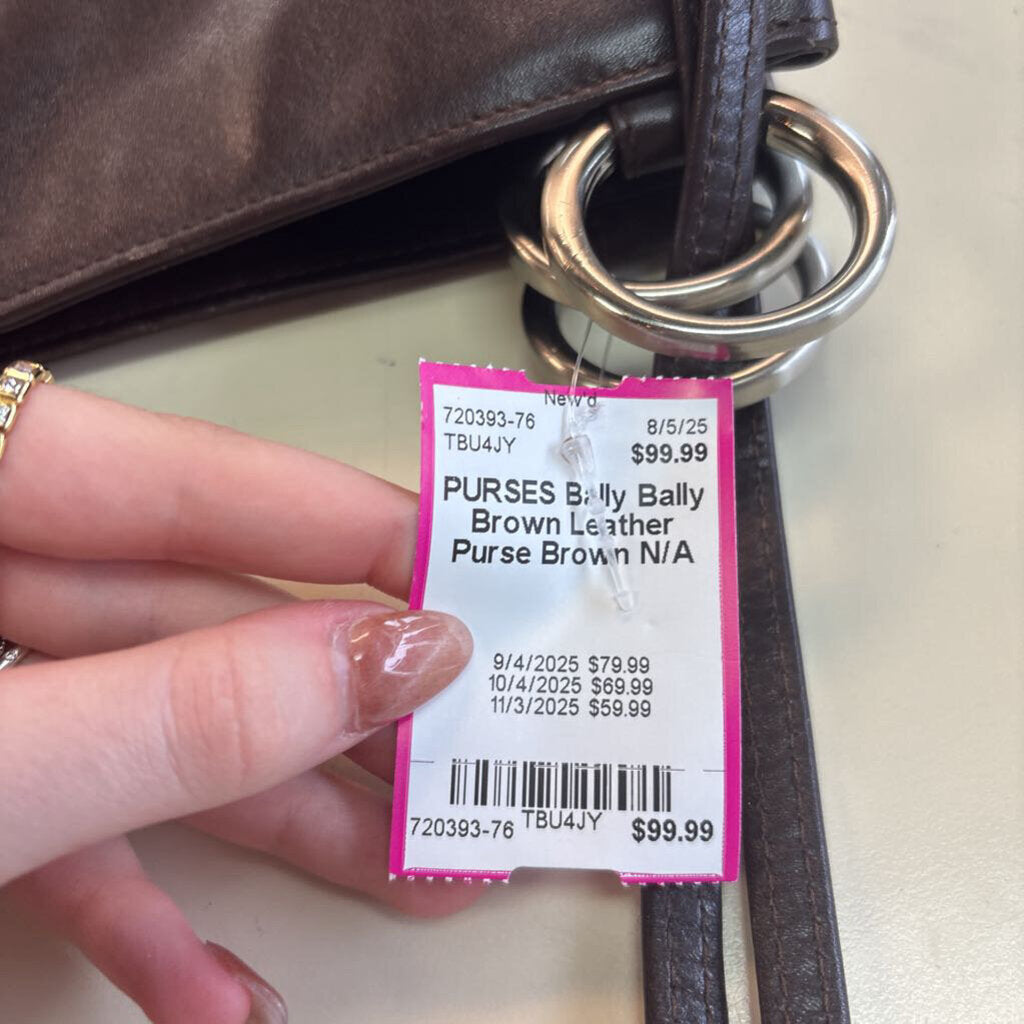 New'd
720393-76 8/5/25
TBU4JY $99.99
PURSES Bally Bally
Brown Leather
Purse Brown N/A
9/4/2025 $79.99
10/4/2025 $69.99
11/3/2025 $59.99
720393-76 TBU4JY $99.99